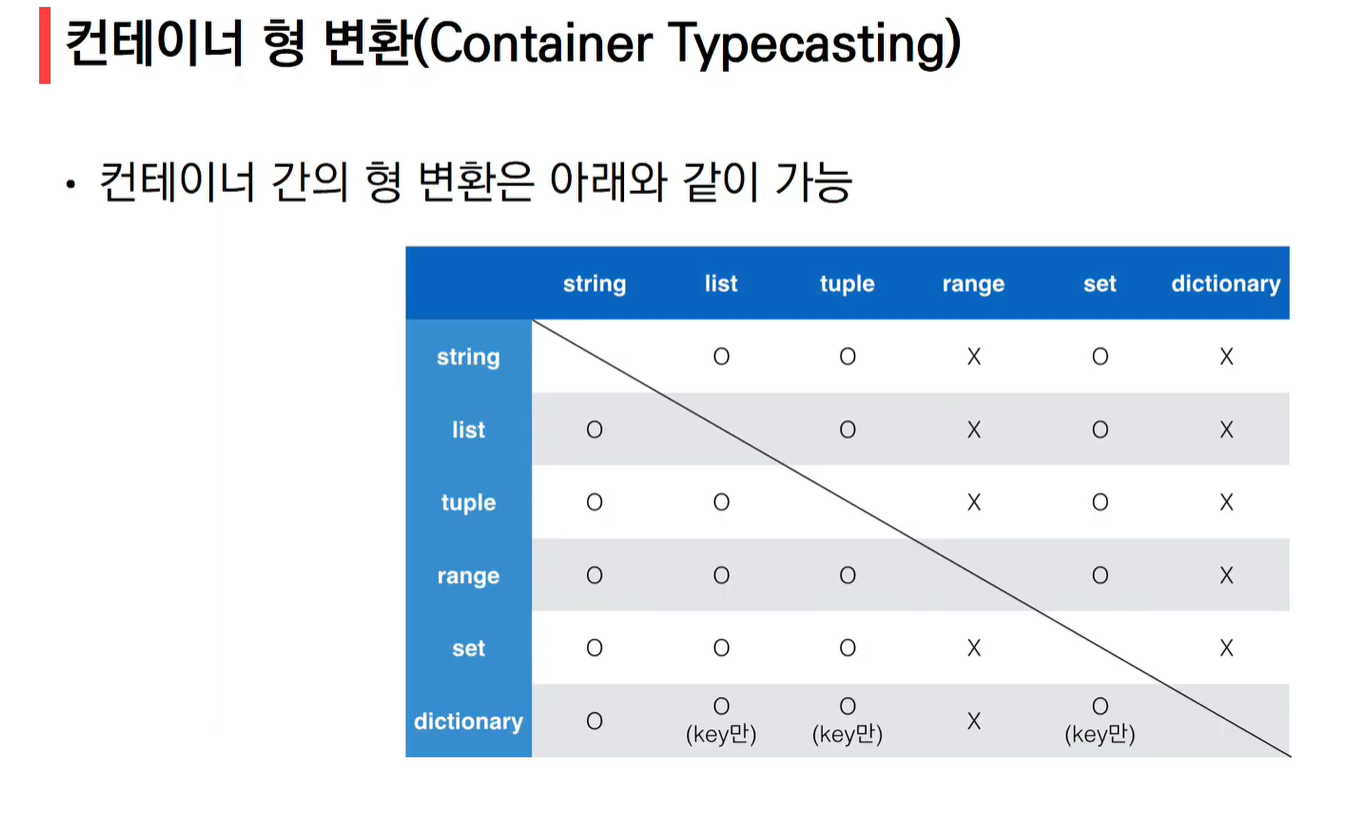 컨테이너 형 변환(Container Typecasting)
• 컨테이너 간의 형 변환은 아래와 같이 가능
string list tuple range set dictionary
string O O X O X
list O O X O X
tuple O O X O X
range O O O O X
set O O O X X
dictionary O O (key만) O (key만) X O (key만)